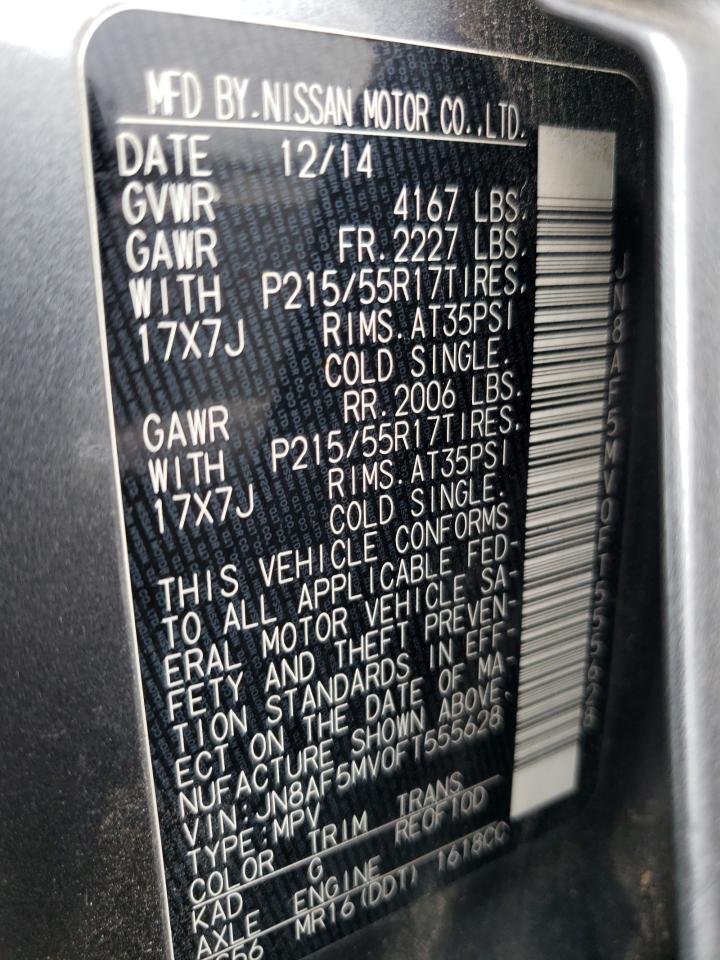 MFD BY.NISSAN MOTOR CO.,LTD.
DATE 12/14
GVWR 4167 LBS.
GAWR FR.2227 LBS.
WITH P215/55R17TIRES.
17X7J RIMS.AT35PSI
COLD SINGLE.
GAWR RR.2006 LBS.
WITH P215/55R17TIRES.
17X7J RIMS.AT35PSI
COLD SINGLE.
THIS VEHICLE CONFORMS
TO ALL APPLICABLE FED-
ERAL MOTOR VEHICLE SA-
FETY AND THEFT PREVEN-
TION STANDARDS IN EFF-
ECT ON THE DATE OF MA-
NUFACTURE SHOWN ABOVE.
VIN:JN8AF5MV0FT555628
TYPE:MPV
COLOR TRIM TRANS
KAD G RE0F10D
AXLE ENGINE
MR16(DDT) 1618CC
JN8AF5MV0FT555628